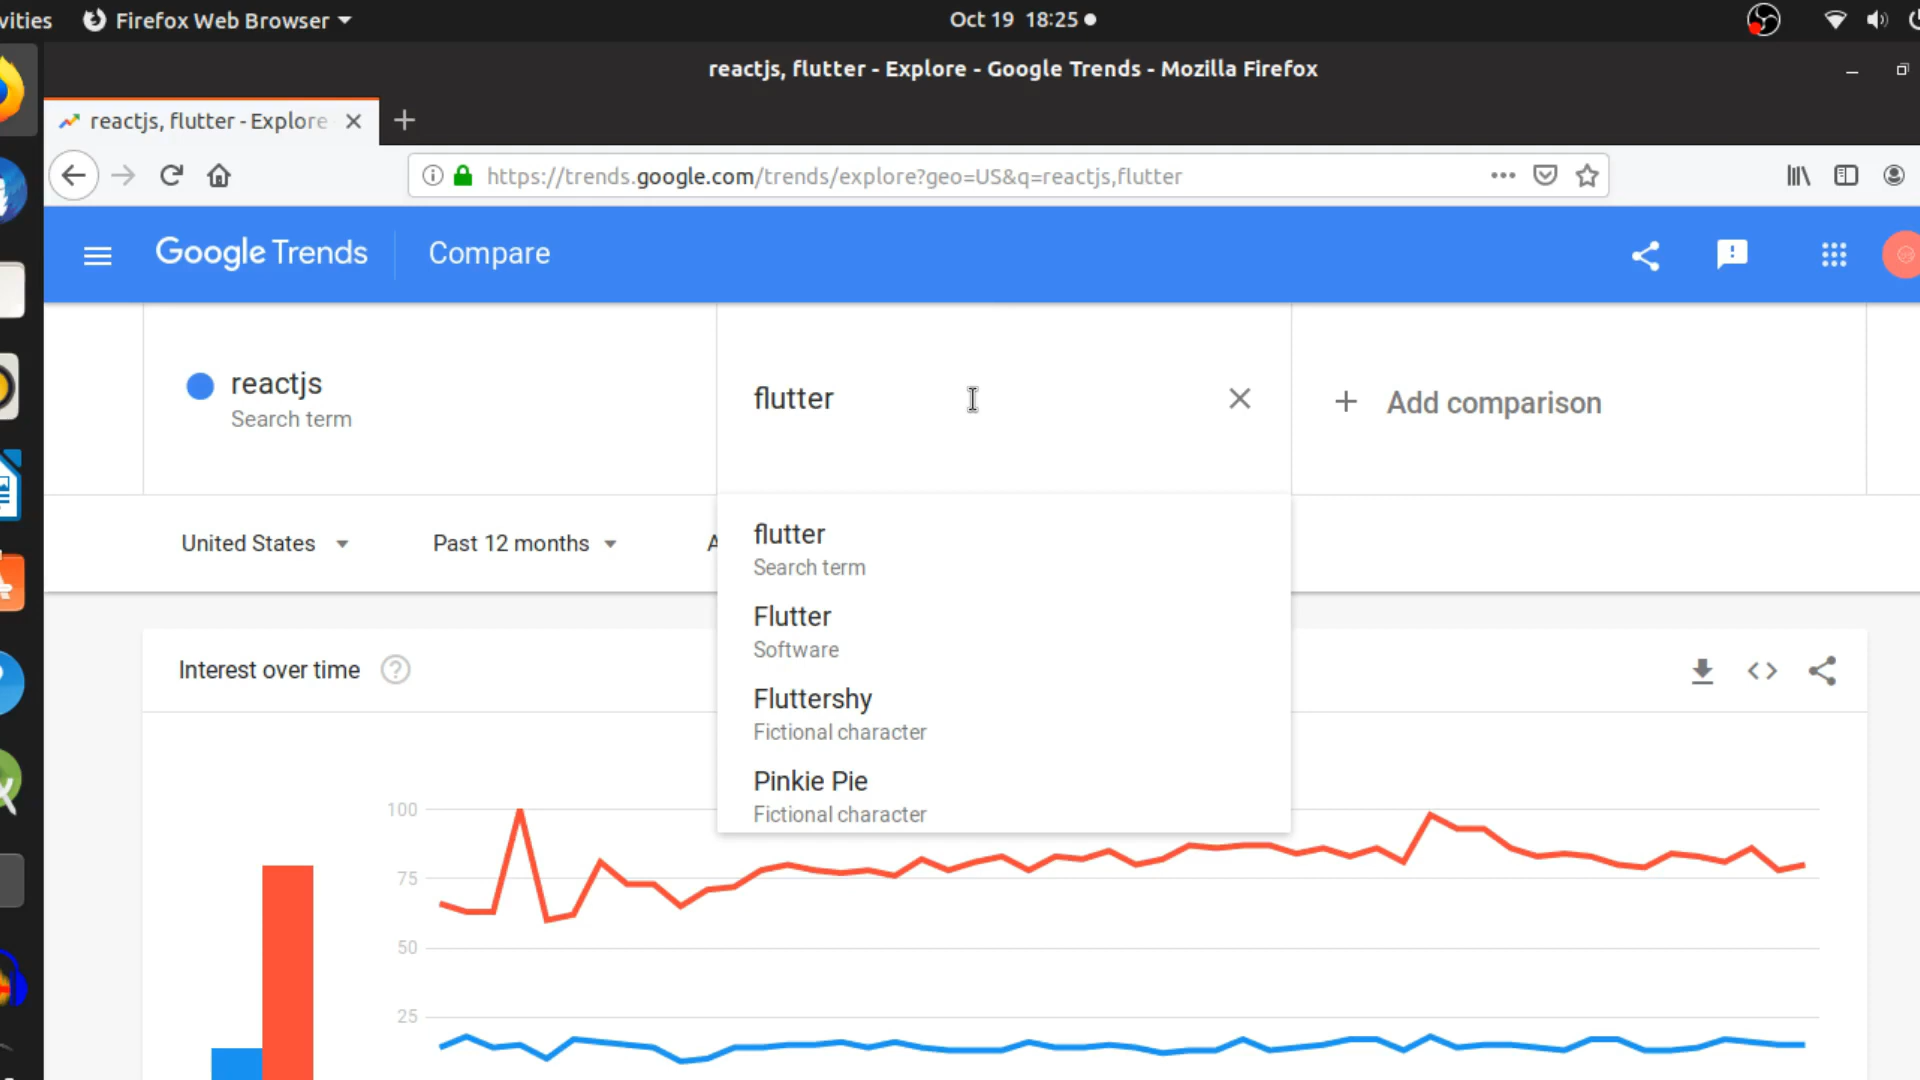 vities
Firefox Web Browser
Oct 19 18:25
reactjs, flutter - Explore - Google Trends - Mozilla Firefox
reactjs, flutter - Explore
https://trends.google.com/trends/explore?geo=US&q=reactjs,flutter
Google Trends
Compare
reactjs
Search term
flutter
Add comparison
United States
Past 12 months
A
flutter
Search term
Flutter
Software
Fluttershy
Fictional character
Pinkie Pie
Fictional character
Interest over time
100
75
50
25